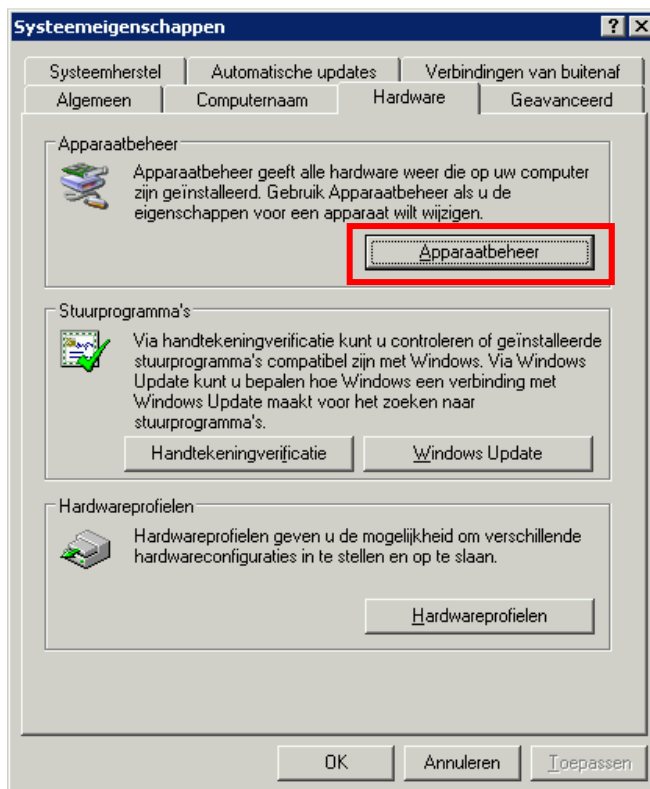 Systeemeigenschappen
Systeemherstel
Automatische updates
Verbindingen van buitenaf
Algemeen
Computernaam
Hardware
Geavanceerd
Apparaatbeheer
Apparaatbeheer geeft alle hardware weer die op uw computer
zijn geïnstalleerd. Gebruik Apparaatbeheer als u de
eigenschappen voor een apparaat wilt wijzigen.
Apparaatbeheer
Stuurprogramma's
Via handtekeningverificatie kunt u controleren of geïnstalleerde
stuurprogramma's compatibel zijn met Windows. Via Windows
Update kunt u bepalen hoe Windows een verbinding met
Windows Update maakt voor het zoeken naar
stuurprogramma's.
Handtekeningverificatie
Windows Update
Hardwareprofielen
Hardwareprofielen geven u de mogelijkheid om verschillende
hardwareconfiguraties in te stellen en op te slaan.
Hardwareprofielen
OK
Annuleren
Toepassen